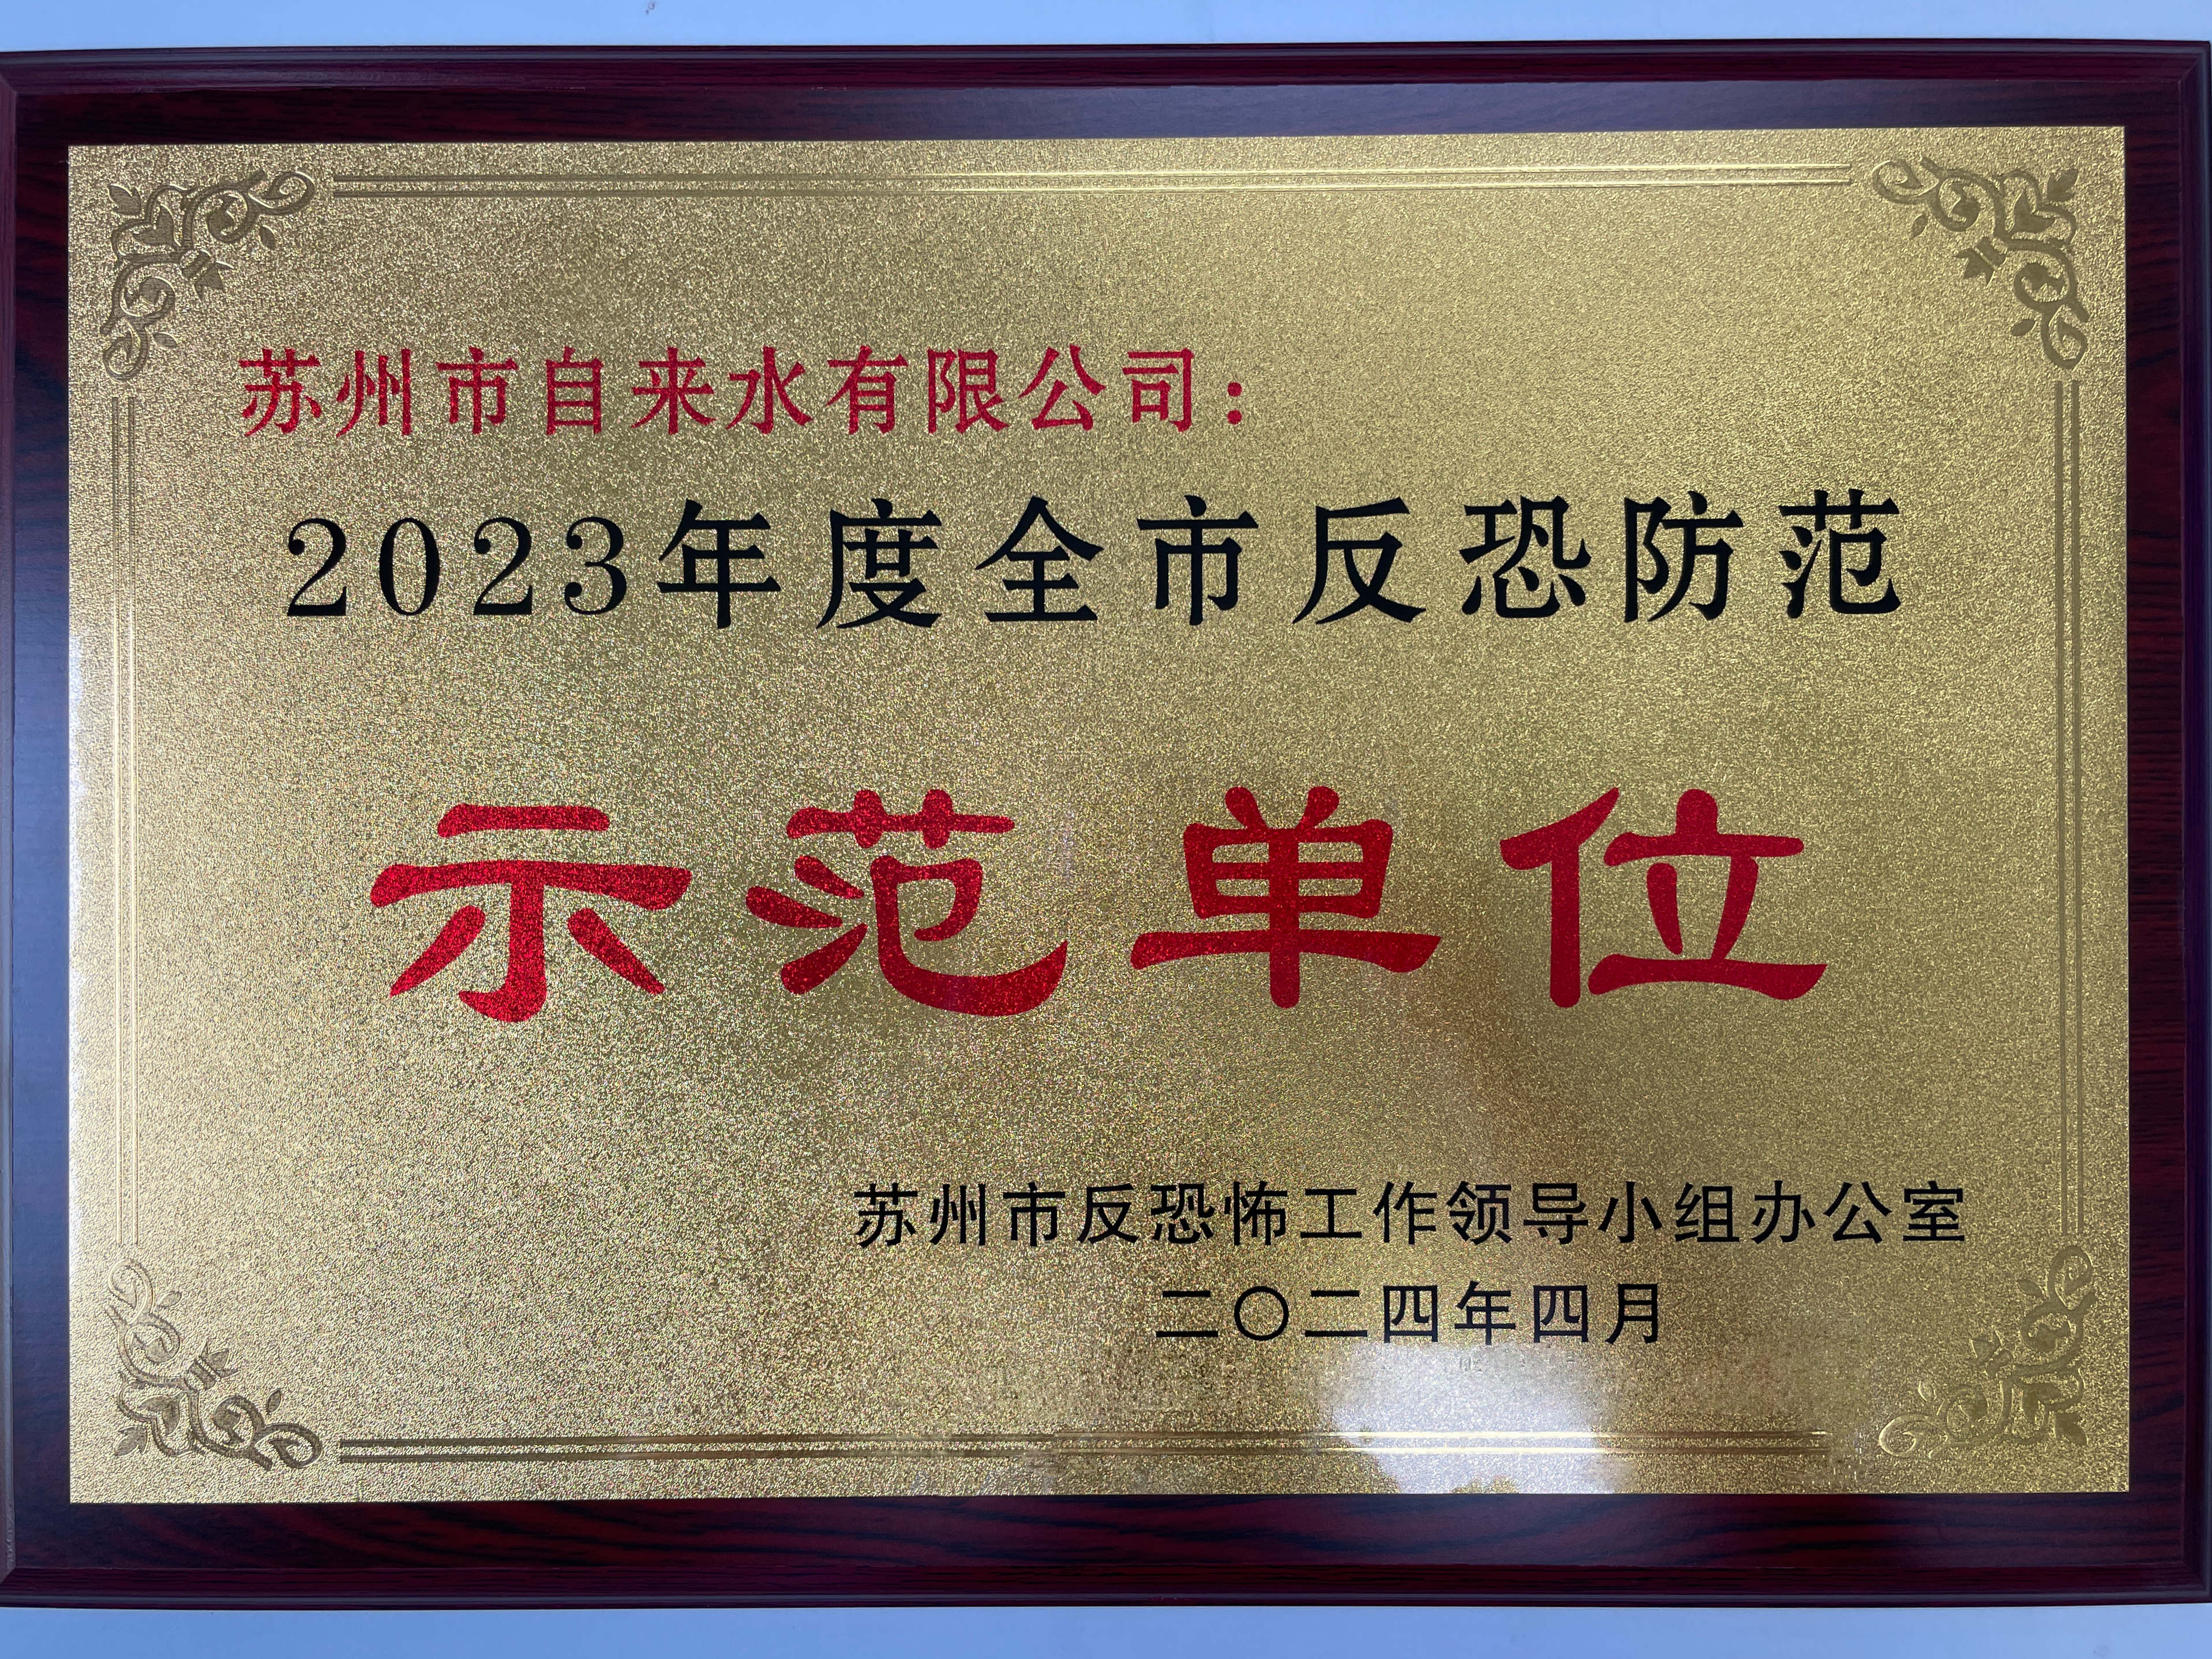 苏州市自来水有限公司：
2023年度全市反恐防范
示范单位
苏州市反恐怖工作领导小组办公室
二〇二四年四月